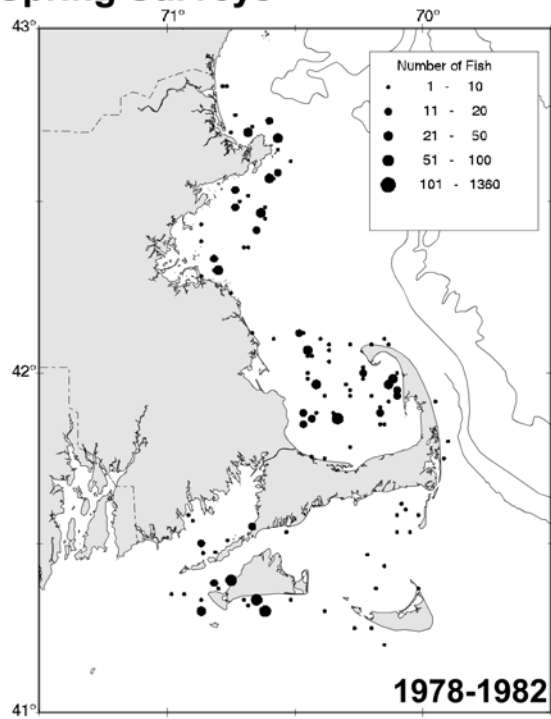 Spring Surveys
71° 70°
43°
Number of Fish
1 - 10
11 - 20
21 - 50
51 - 100
101 - 1360
42°
41°
1978-1982